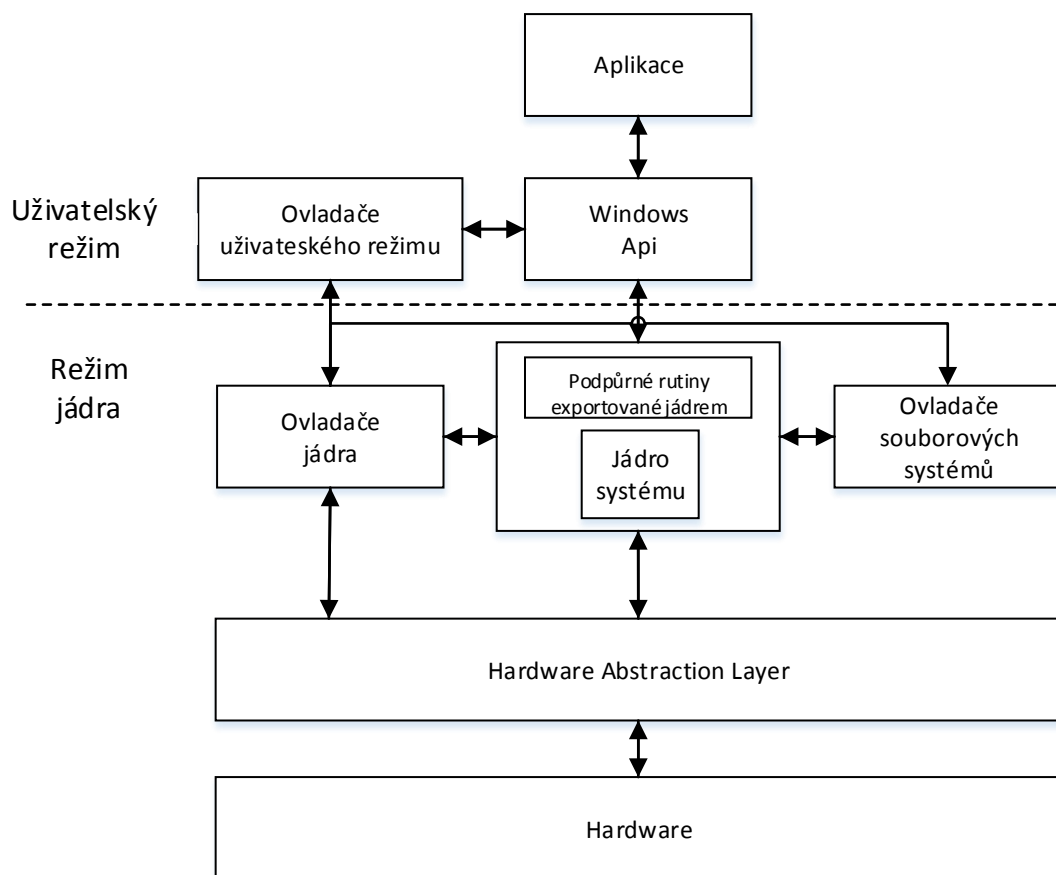 Aplikace
Uživatelský
režim
Ovladače
uživateského režimu
Windows
Api
Režim
jádra
Ovladače
jádra
Podpůrné rutiny
exportované jádrem
Jádro
systému
Ovladače
souborových
systémů
Hardware Abstraction Layer
Hardware